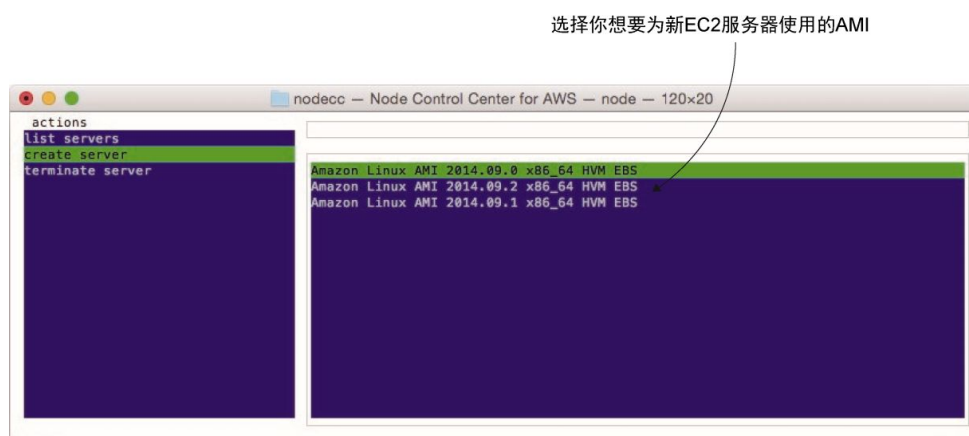 选择你想要为新EC2服务器使用的AMI
nodecc — Node Control Center for AWS — node — 120×20
actions
list servers
create server
terminate server
Amazon Linux AMI 2014.09.0 x86_64 HVM EBS
Amazon Linux AMI 2014.09.2 x86_64 HVM EBS
Amazon Linux AMI 2014.09.1 x86_64 HVM EBS